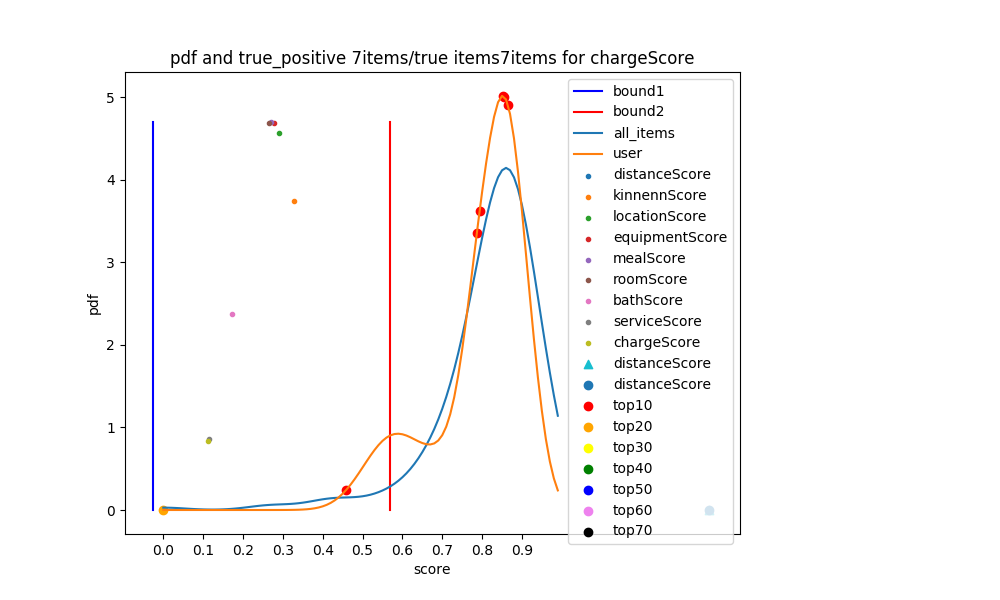 pdf and true_positive 7items/true items7items for chargeScore
pdf
5
4
3
2
1
0
0.0 0.1 0.2 0.3 0.4 0.5 0.6 0.7 0.8 0.9
score
bound1
bound2
all_items
user
distanceScore
kinnennScore
locationScore
equipmentScore
mealScore
roomScore
bathScore
serviceScore
chargeScore
distanceScore
distanceScore
top10
top20
top30
top40
top50
top60
top70